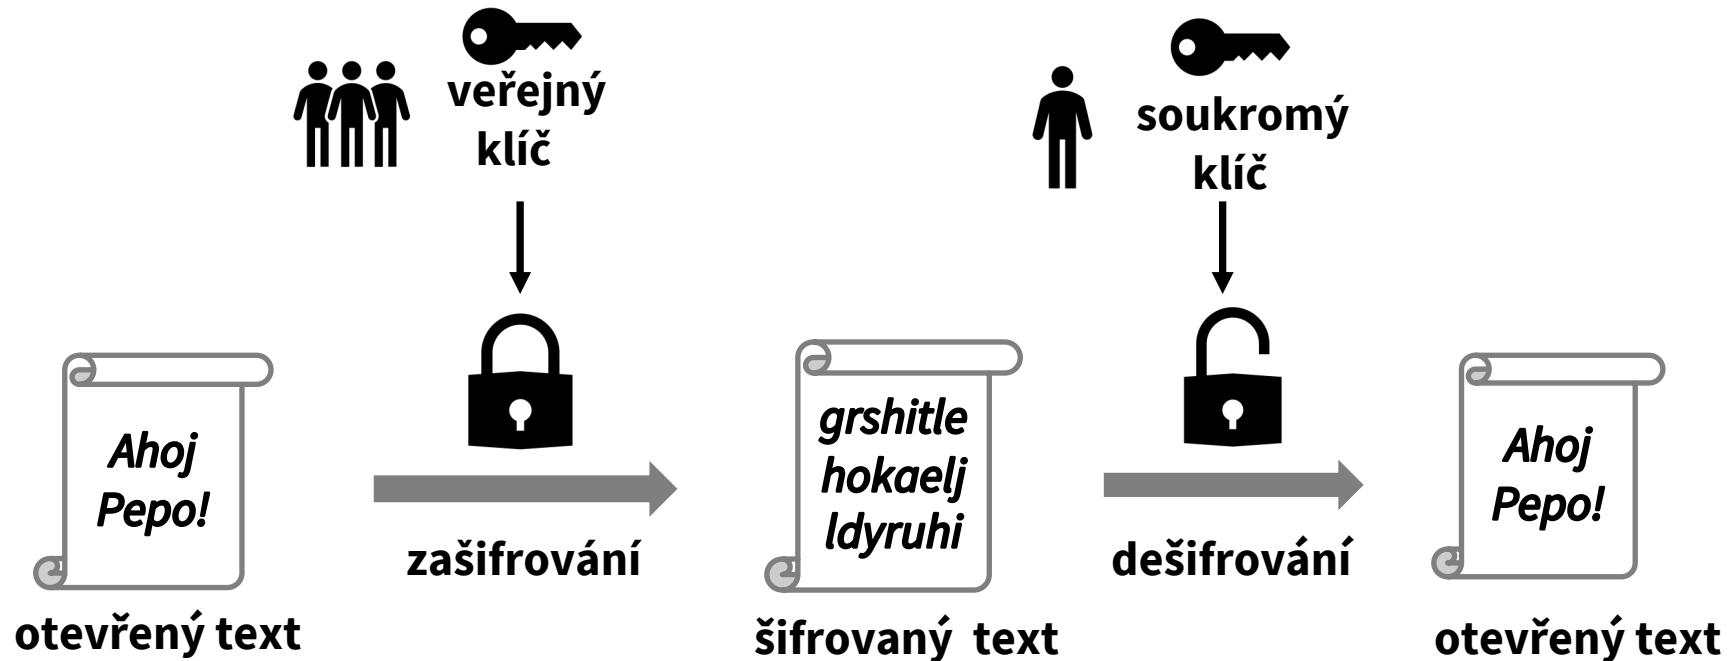 veřejný
klíč
soukromý
klíč
Ahoj
Pepo!
zašifrování
grshitle
hokaelj
ldyruhi
dešifrování
Ahoj
Pepo!
otevřený text
šifrovaný text
otevřený text